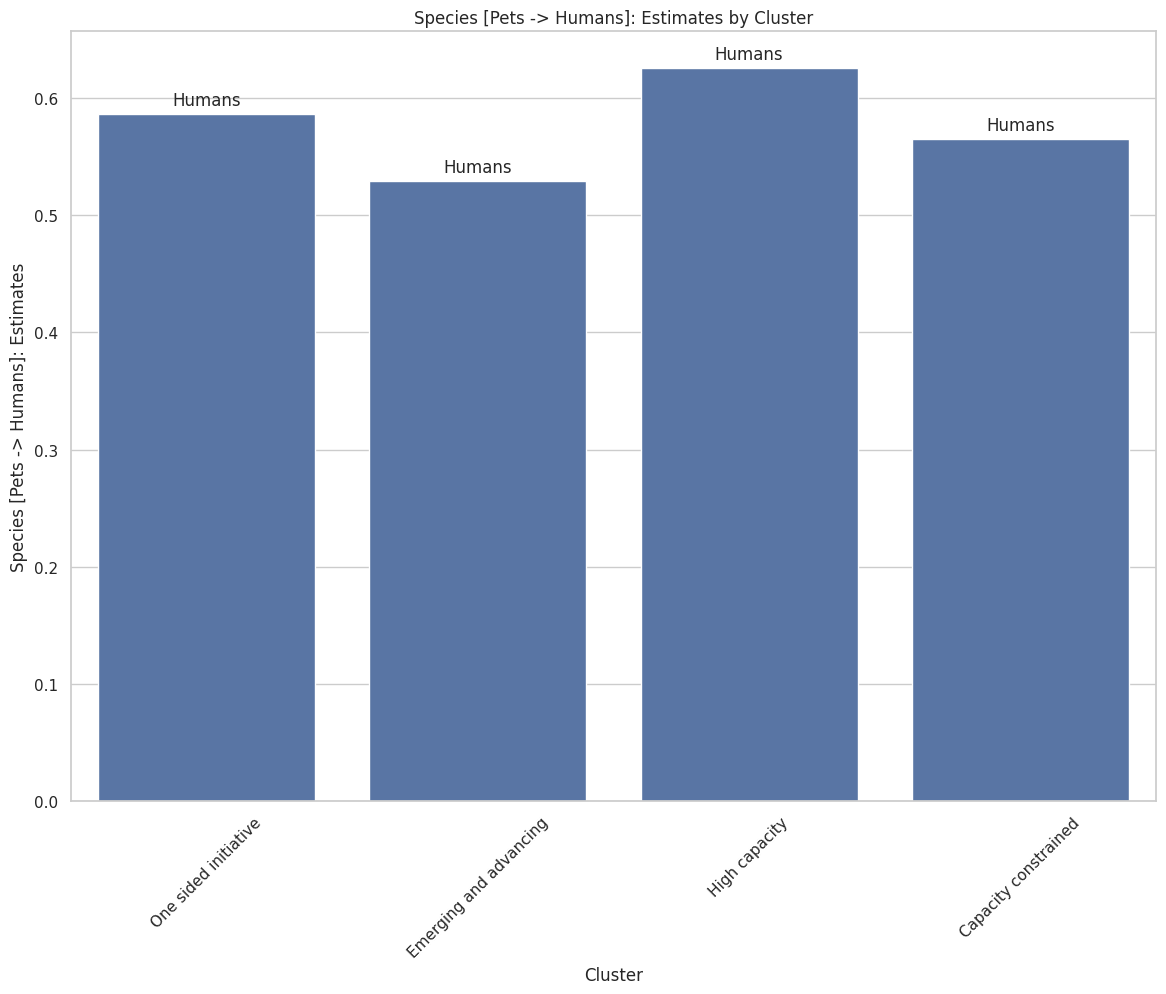 Species [Pets -> Humans]: Estimates by Cluster
Species [Pets -> Humans]: Estimates
0.6
0.5
0.4
0.3
0.2
0.1
0.0
Humans
Humans
Humans
Humans
One sided initiative
Emerging and advancing
High capacity
Capacity constrained
Cluster